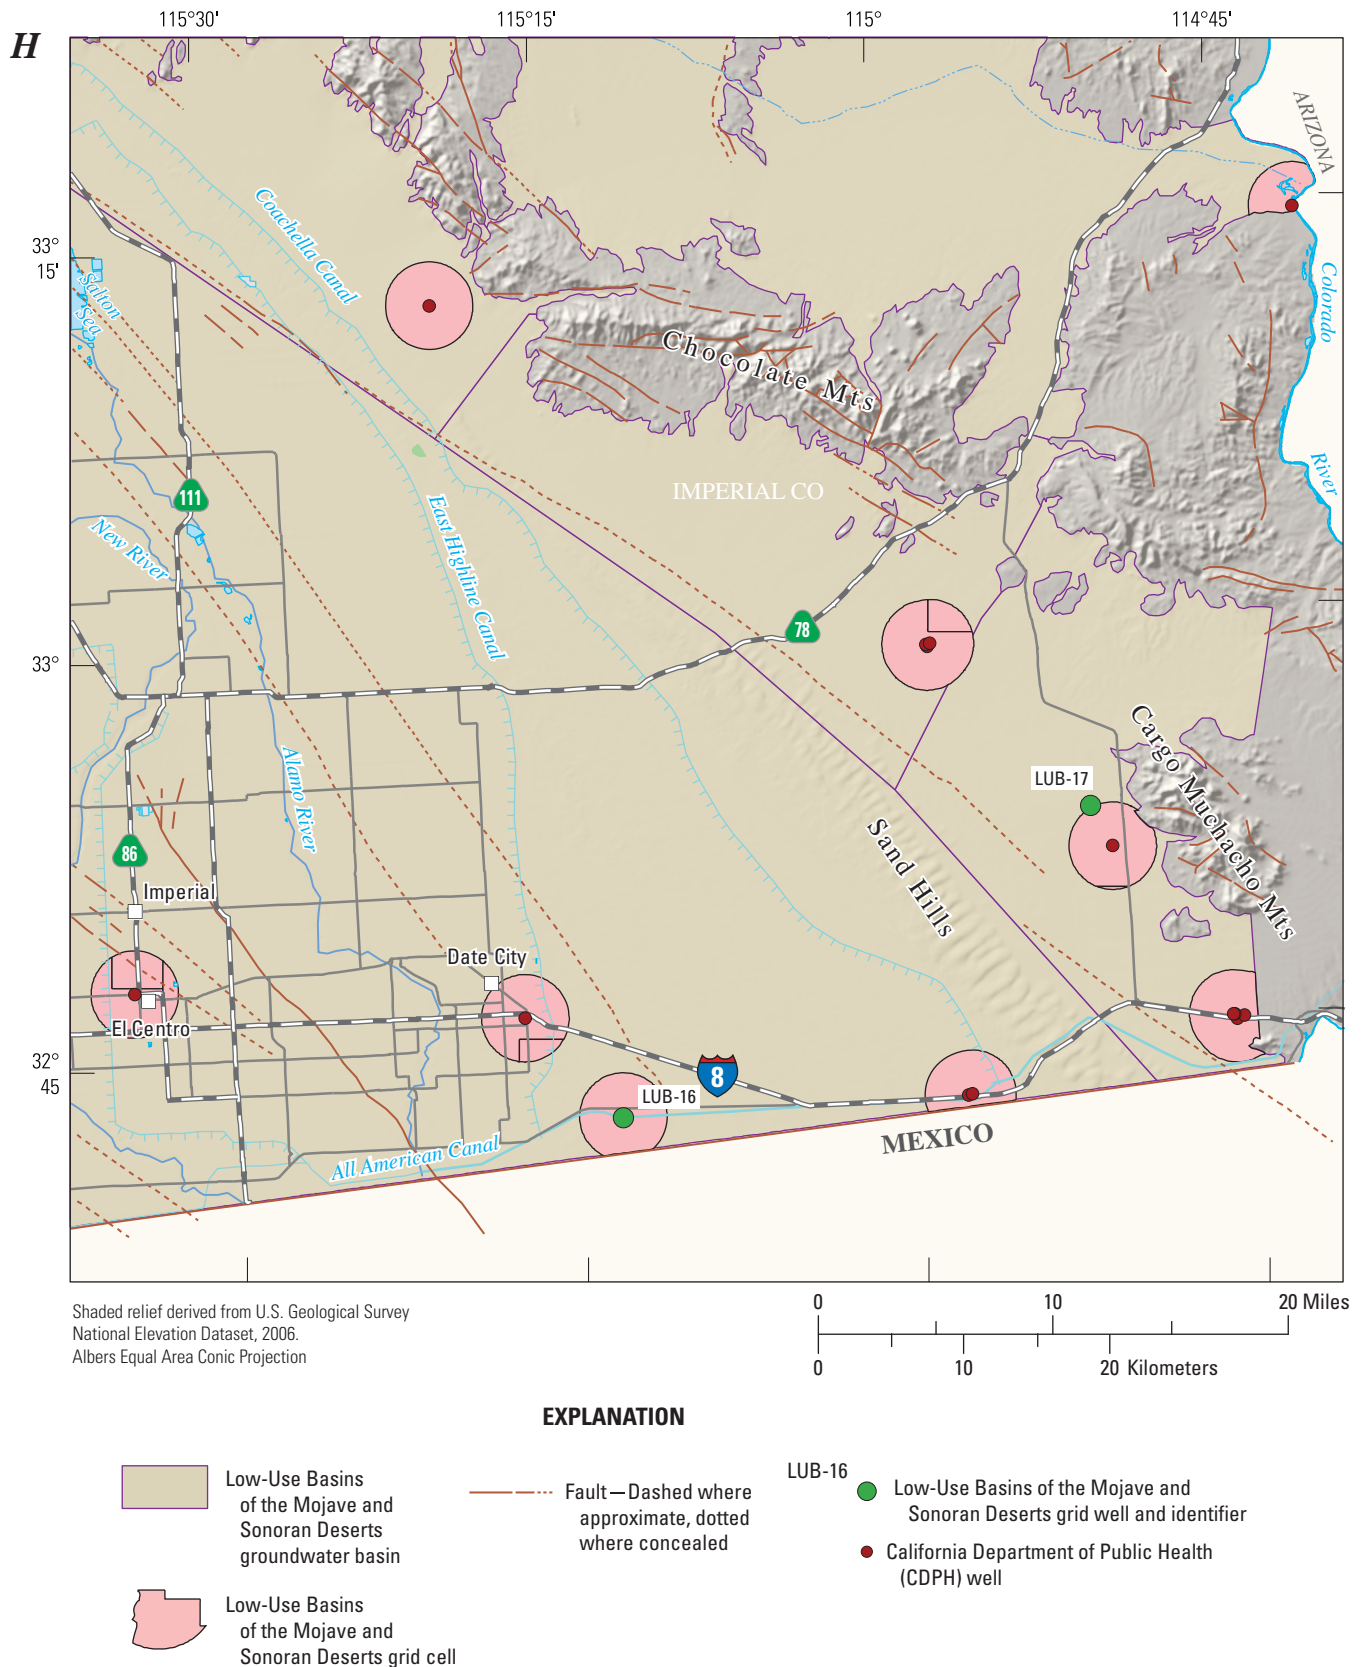 H
115°30'
115°15'
115°
114°45'
ARIZONA
Coachella Canal
33°
15'
Salton
Sea
Colorado
River
Chocolate Mts
IMPERIAL CO
111
New River
East Highline Canal
78
33°
Cargo Muchacho Mts
Alamo River
LUB-17
Sand Hills
86
Imperial
Date City
El Centro
32°
45
8
LUB-16
MEXICO
All American Canal
Shaded relief derived from U.S. Geological Survey
National Elevation Dataset, 2006.
Albers Equal Area Conic Projection
0 10 20 Miles
0 10 20 Kilometers
EXPLANATION
Low-Use Basins
of the Mojave and
Sonoran Deserts
groundwater basin
Low-Use Basins
of the Mojave and
Sonoran Deserts grid cell
Fault—Dashed where
approximate, dotted
where concealed
LUB-16
Low-Use Basins of the Mojave and
Sonoran Deserts grid well and identifier
California Department of Public Health
(CDPH) well